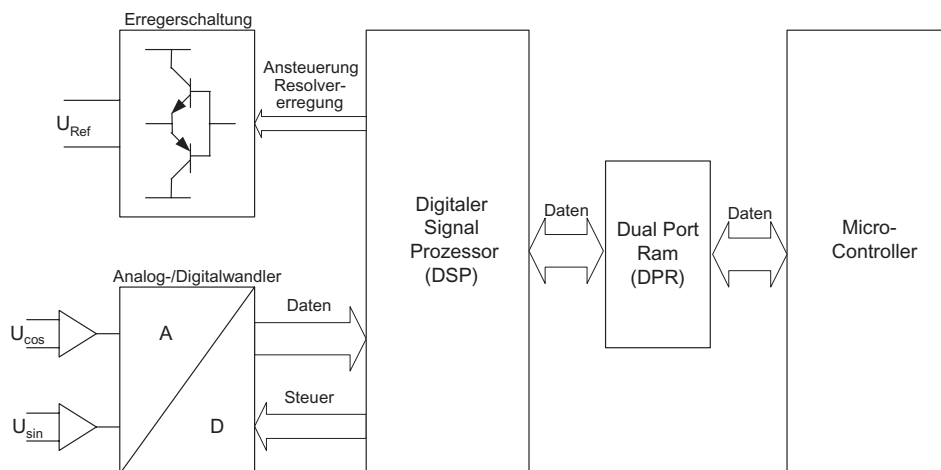 Erregerschaltung
U_Ref
Ansteuerung
Resolver-
erregung
Analog-/Digitalwandler
U_cos
U_sin
A
D
Daten
Steuer
Digitaler
Signal
Prozessor
(DSP)
Daten
Dual Port
Ram
(DPR)
Daten
Micro-
Controller